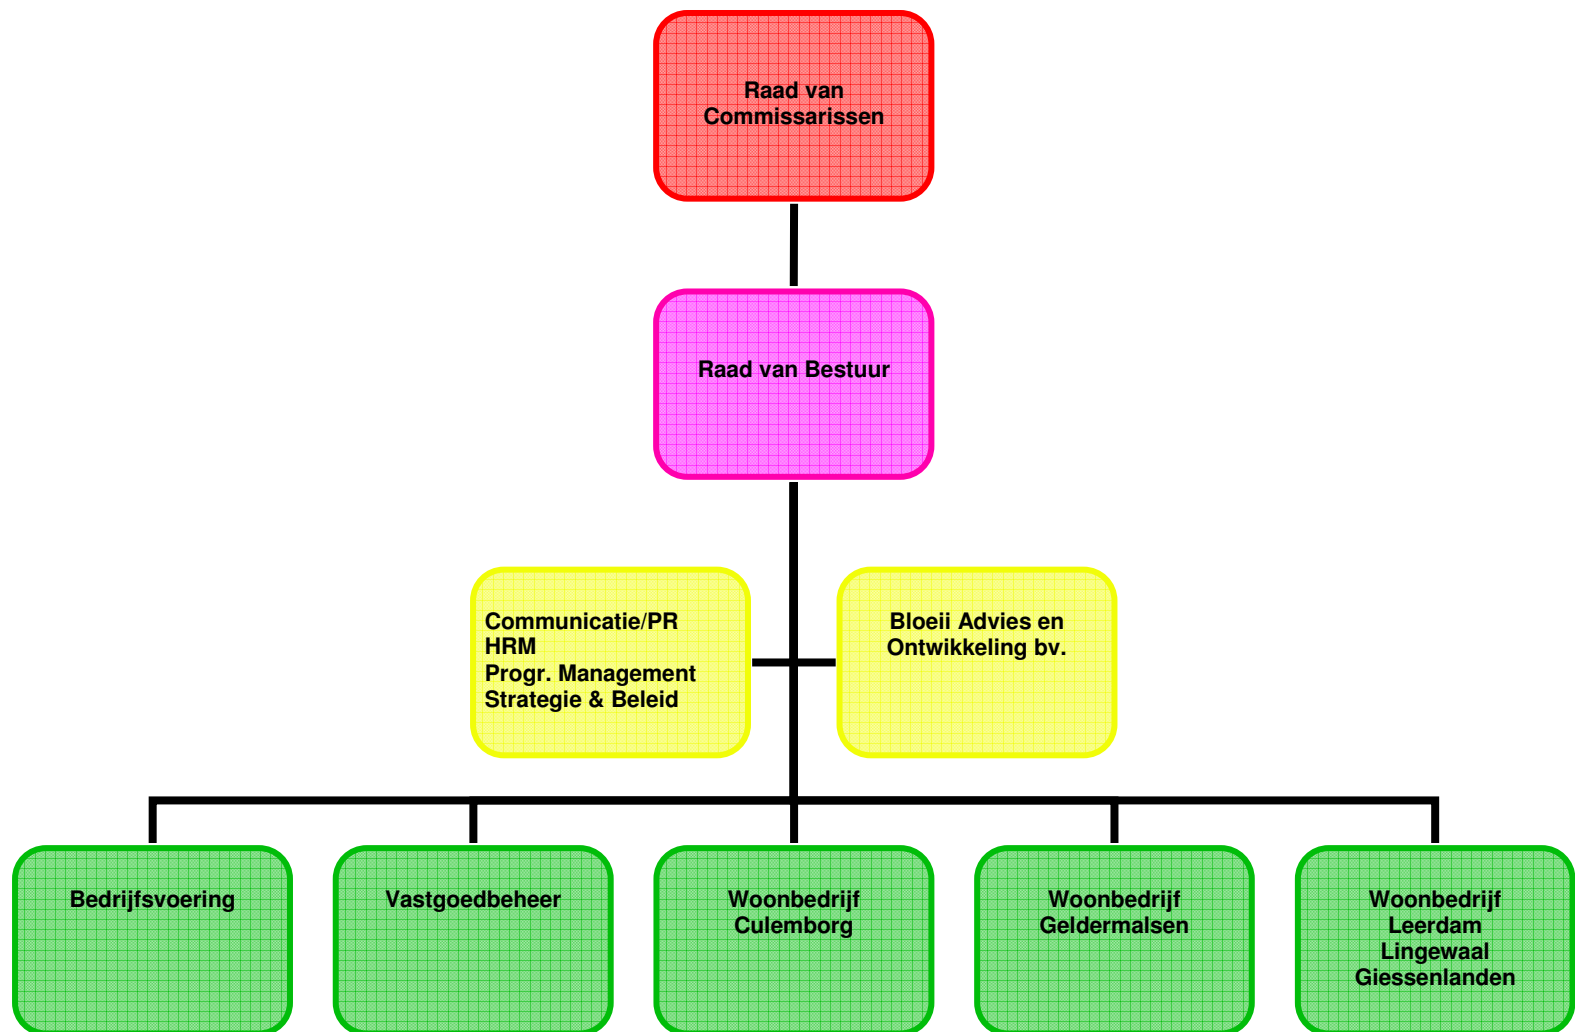 Raad van
Commissarissen
Raad van Bestuur
Communicatie/PR
HRM
Progr. Management
Strategie & Beleid
Bloeii Advies en
Ontwikkeling bv.
Bedrijfsvoering
Vastgoedbeheer
Woonbedrijf
Culemborg
Woonbedrijf
Geldermalsen
Woonbedrijf
Leerdam
Lingewaal
Giessenlanden